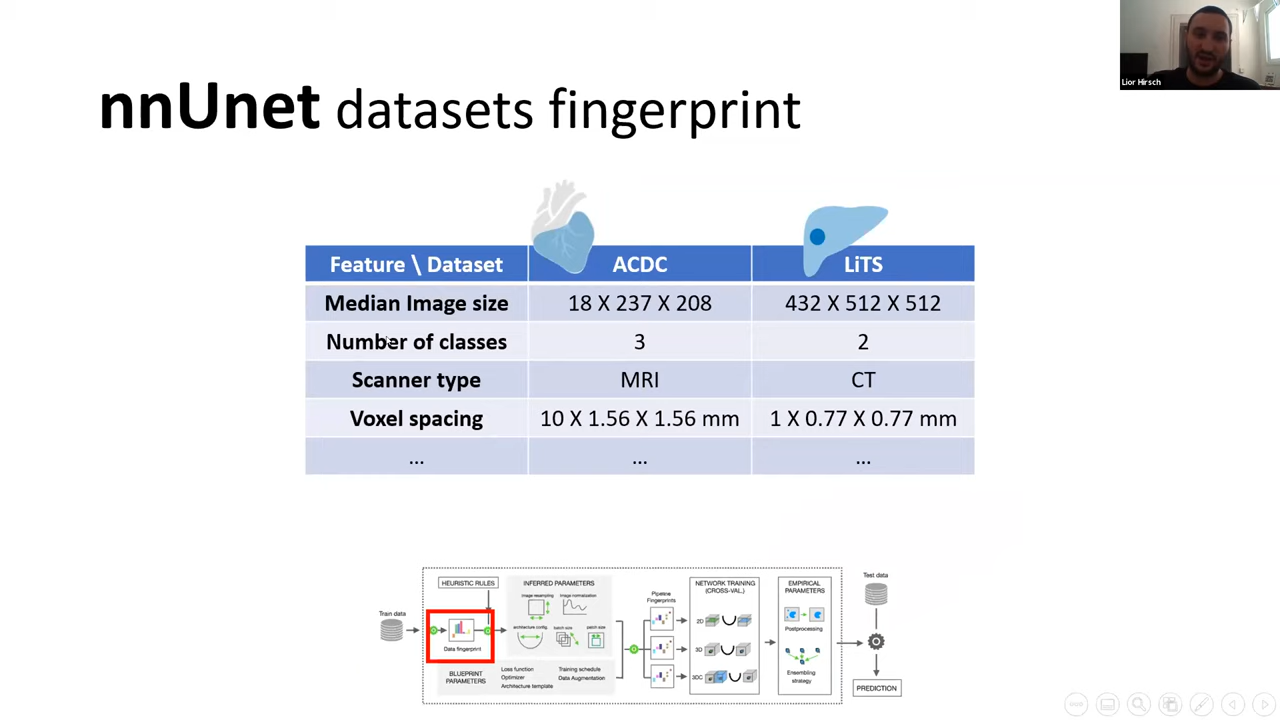 Lior Hirsch
nnUnet datasets fingerprint
Feature \ Dataset ACDC LiTS
Median Image size 18 X 237 X 208 432 X 512 X 512
Number of classes 3 2
Scanner type MRI CT
Voxel spacing 10 X 1.56 X 1.56 mm 1 X 0.77 X 0.77 mm
... ... ...
Train data
HEURISTIC RULES
Data fingerprint
INFERRED PARAMETERS
Image resampling
Image normalization
architecture config.
batch size
patch size
BLUEPRINT
PARAMETERS
Loss function
Optimizer
Architecture template
Training schedule
Data Augmentation
Pipeline
Fingerprints
NETWORK TRAINING
(CROSS-VAL.)
2D
3D
3DC
EMPIRICAL
PARAMETERS
Postprocessing
Ensembling
strategy
Test data
PREDICTION